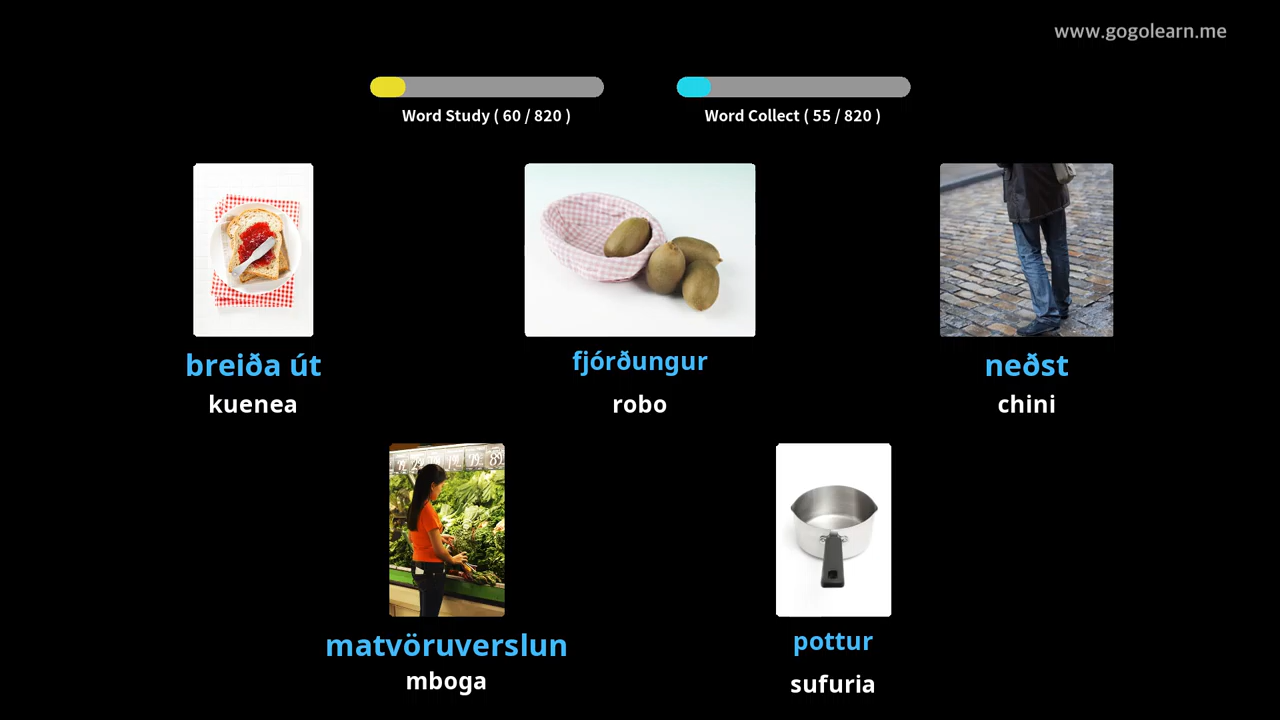 www.gogolearn.me
Word Study ( 60 / 820 )
Word Collect ( 55 / 820 )
breiða út
kuenea
fjórðungur
robo
neðst
chini
matvöruverslun
mboga
pottur
sufuria